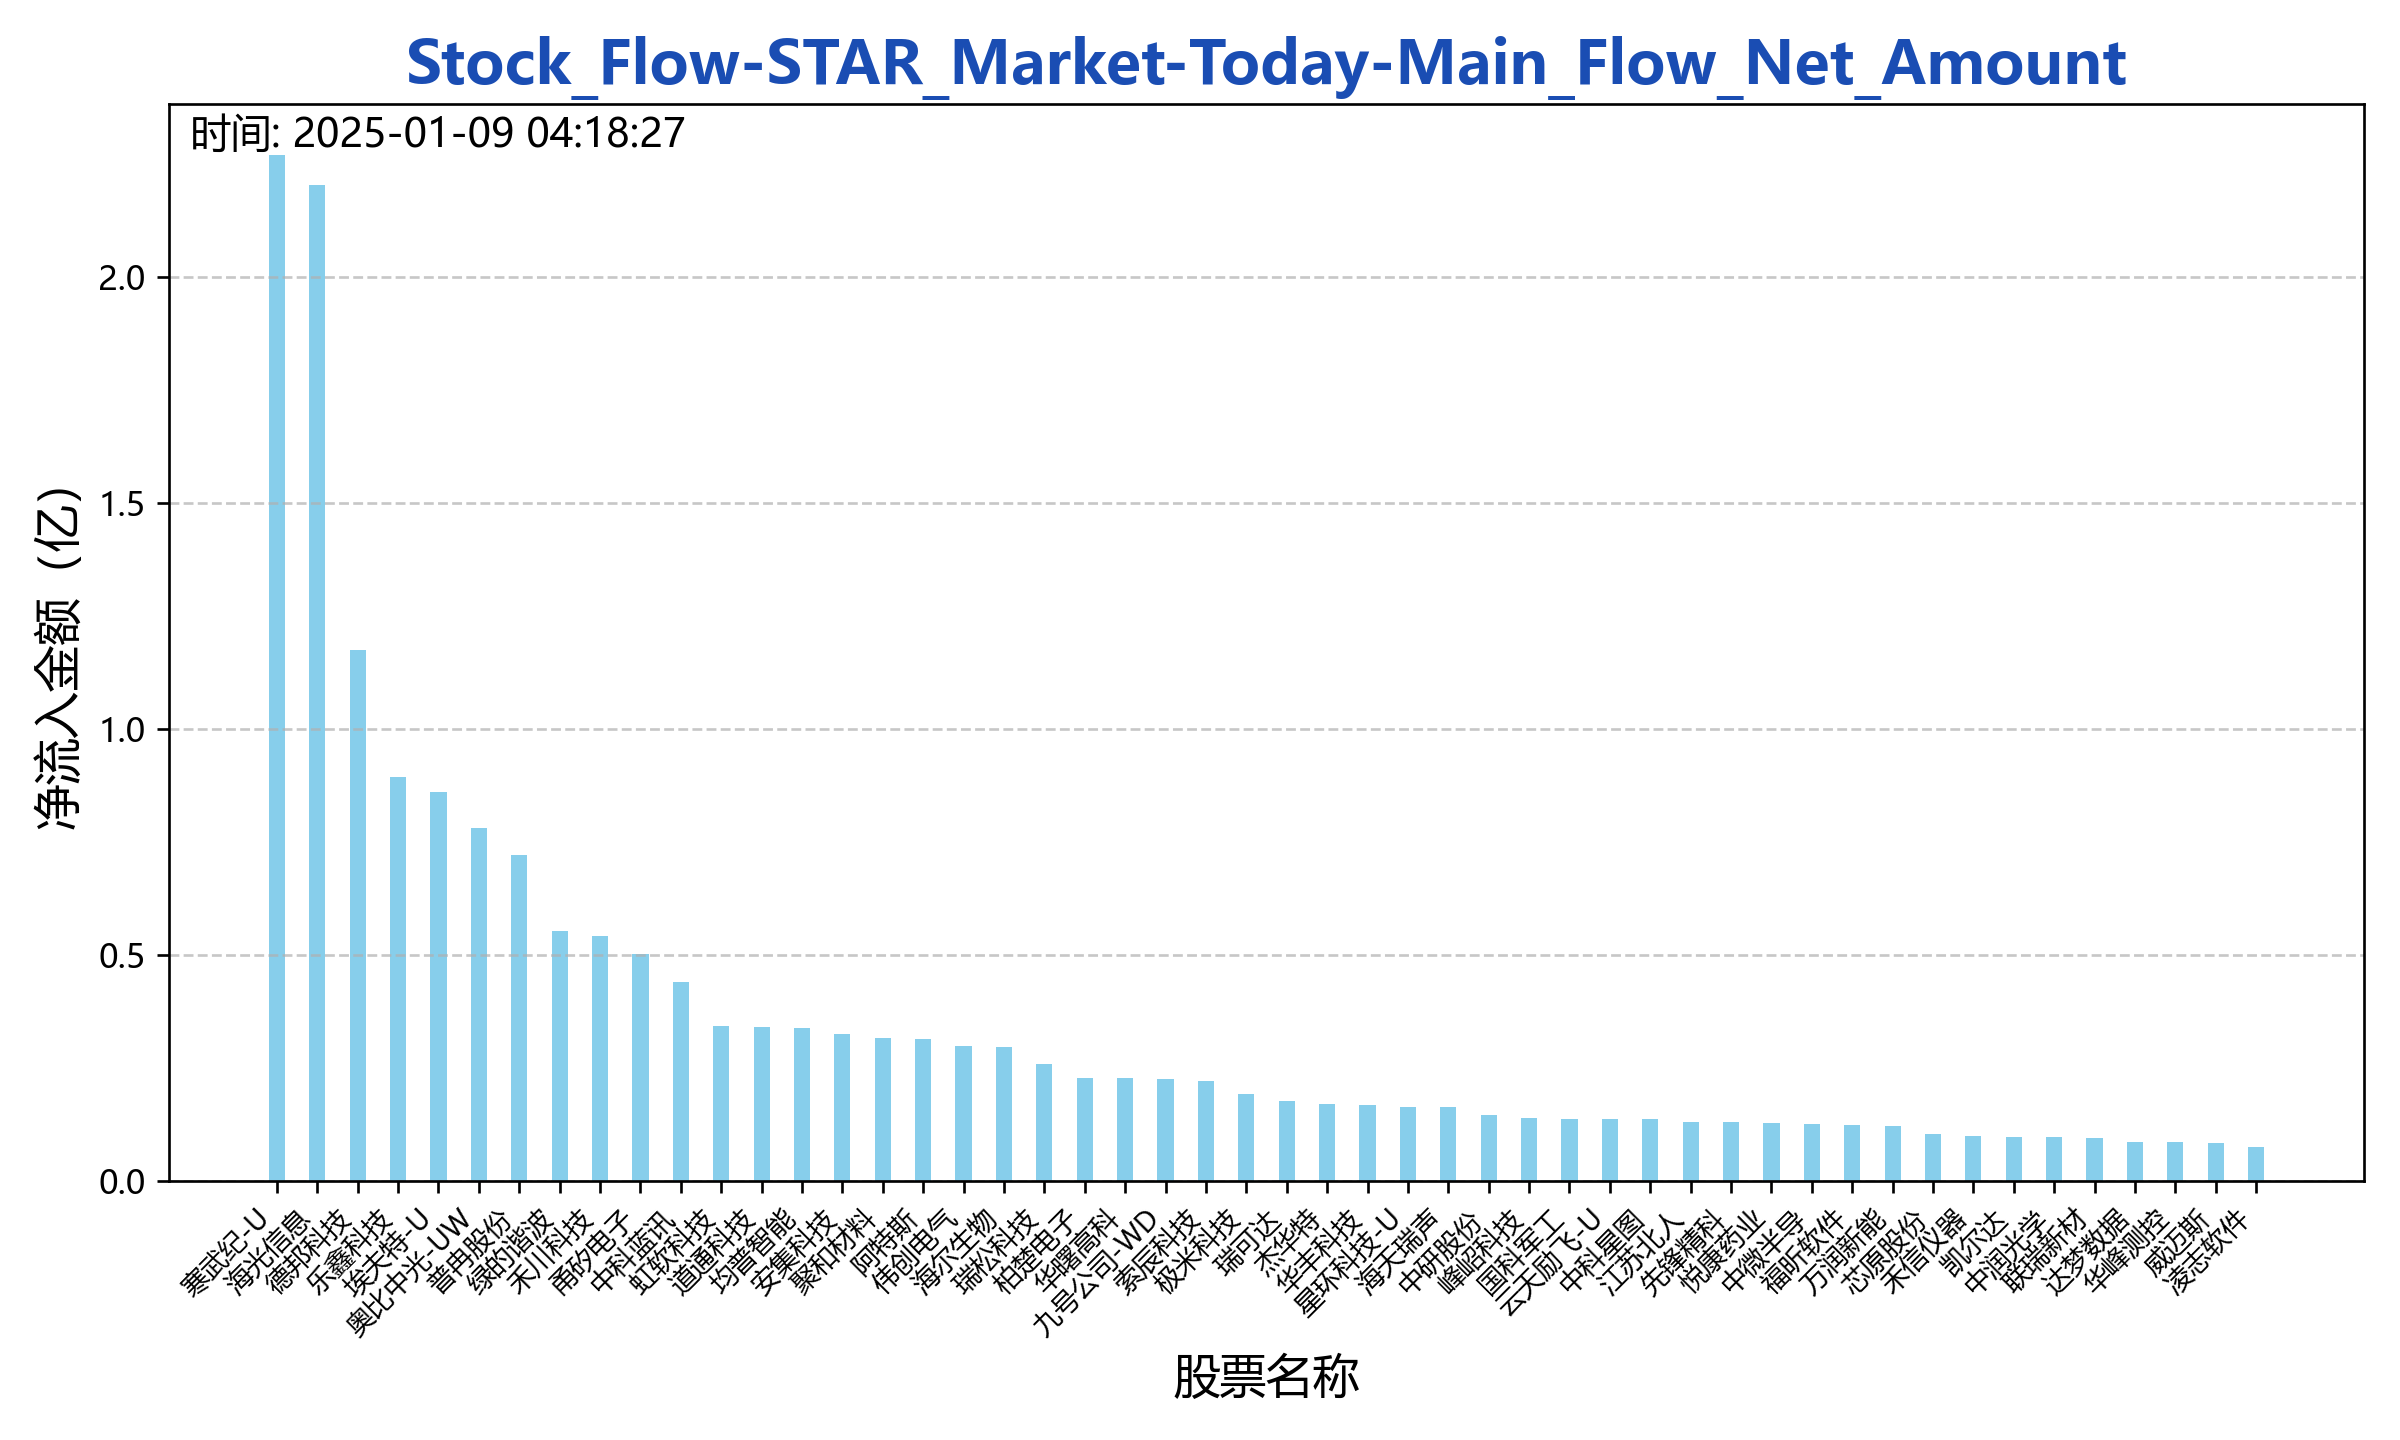 Stock_Flow-STAR_Market-Today-Main_Flow_Net_Amount
时间: 2025-01-09 04:18:27
净流入金额 (亿)
2.0
1.5
1.0
0.5
0.0
寒武纪-U
海光信息
德邦科技
乐鑫科技
埃夫特-U
奥比中光-UW
普冉股份
绿的谐波
禾川科技
甬矽电子
中科蓝讯
虹软科技
道通科技
均普智能
安集科技
聚和材料
阿特斯
伟创电气
海尔生物
瑞松科技
柏楚电子
华曙高科
九号公司-WD
索辰科技
极米科技
瑞可达
杰华特
华丰科技
星环科技-U
海天瑞声
中研股份
峰岹科技
国科军工
云天励飞-U
中科星图
江苏北人
先锋精科
悦康药业
中微半导
福昕软件
万润新能
芯原股份
禾信仪器
凯尔达
中润光学
联瑞新材
达梦数据
华峰测控
威迈斯
凌志软件
股票名称